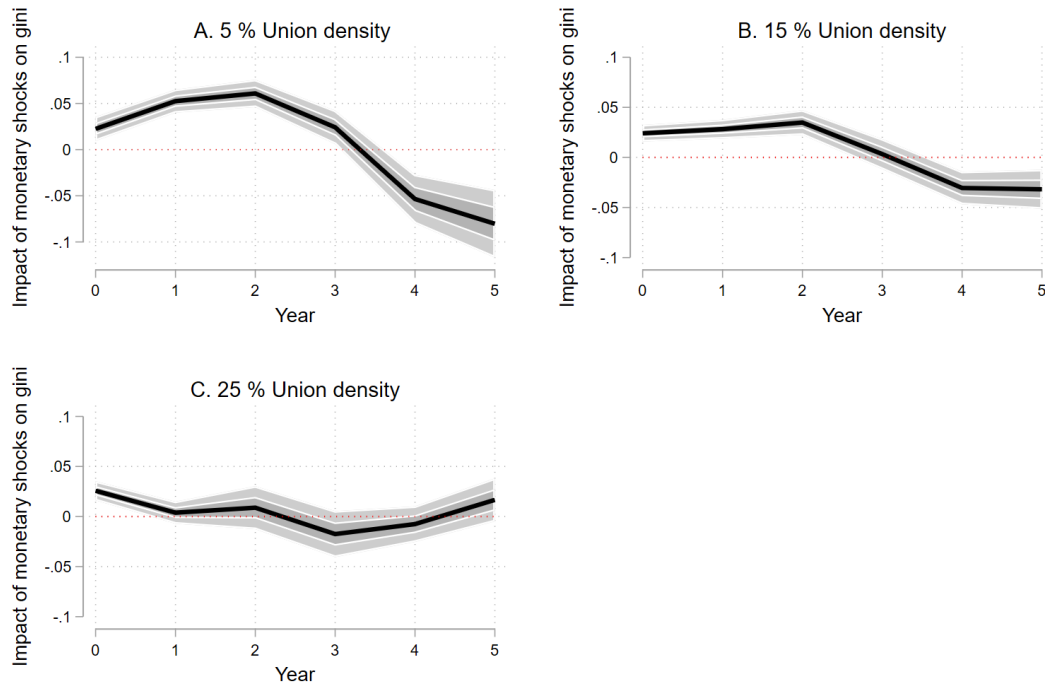 A. 5 % Union density
Impact of monetary shocks on gini
.1
.05
0
-.05
-.1
0 1 2 3 4 5
Year
B. 15 % Union density
Impact of monetary shocks on gini
.1
.05
0
-.05
-.1
0 1 2 3 4 5
Year
C. 25 % Union density
Impact of monetary shocks on gini
.1
.05
0
-.05
-.1
0 1 2 3 4 5
Year